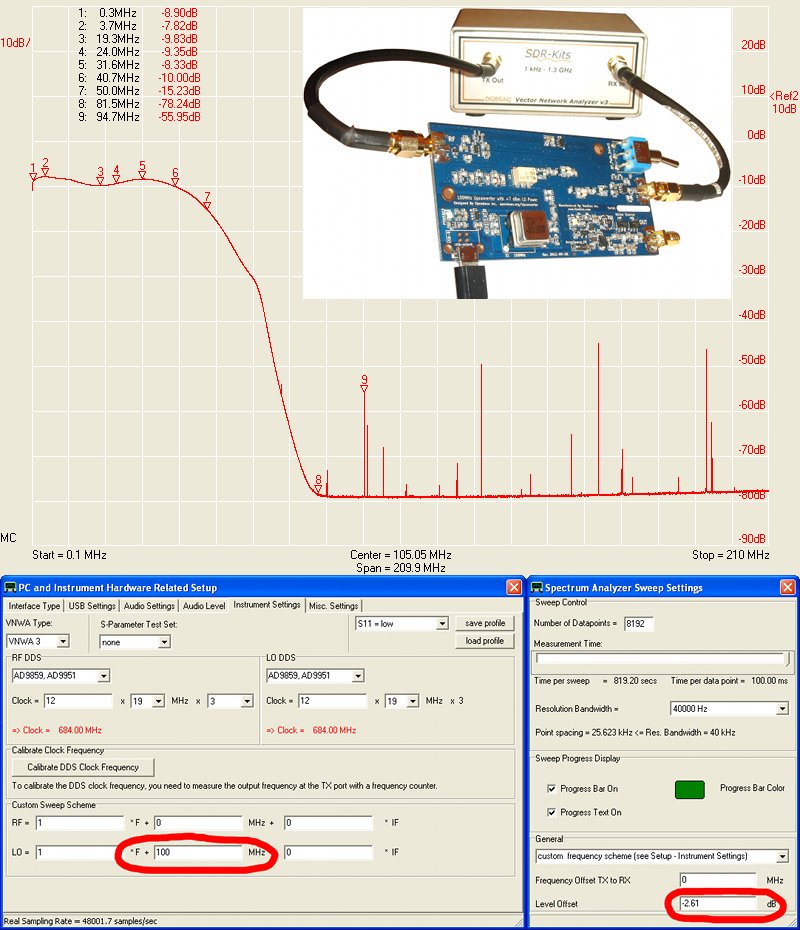 1: 0.3MHz -8.90dB
2: 3.7MHz -7.82dB
3: 19.3MHz -9.83dB
4: 24.0MHz -9.35dB
5: 31.6MHz -8.33dB
6: 40.7MHz -10.00dB
7: 50.0MHz -15.23dB
8: 81.5MHz -78.24dB
9: 94.7MHz -55.95dB
10dB/
20dB
10dB
<Ref2
10dB
0dB
-10dB
-20dB
-30dB
-40dB
-50dB
-60dB
-70dB
-80dB
-90dB
SDR-Kits
TX Out
1 kHz - 1.3 GHz
RX In
DG8SAQ Vector Network Analyzer v3
RF
100MHz Upconverter with +7 dBm LO Power
OUT
1
2
3
4
5
6
7
8
9
MC
Start = 0.1 MHz
Center = 105.05 MHz
Stop = 210 MHz
Span = 209.9 MHz
PC and Instrument Hardware Related Setup
Interface Type
USB Settings
Audio Settings
Audio Level
Instrument Settings
Misc. Settings
VNWA Type:
S-Parameter Test Set:
S11 = low
save profile
VNWA 3
none
load profile
RF DDS
LO DDS
AD9859, AD9951
AD9859, AD9951
Clock = 12 x 19 MHz x 3
Clock = 12 x 19 MHz x 3
=> Clock = 684.00 MHz
=> Clock = 684.00 MHz
Calibrate Clock Frequency
Calibrate DDS Clock Frequency
To calibrate the DDS clock frequency, you need to measure the output frequency at the TX port with a frequency counter.
Custom Sweep Scheme
RF = 1 * F + 0 MHz + 0 * IF
LO = 1 * F + 100 MHz 0 * IF
Real Sampling Rate = 48001.7 samples/sec
Spectrum Analyzer Sweep Settings
Sweep Control
Number of Datapoints = 8192
Measurement Time:
Time per sweep = 819.20 secs Time per data point = 100.00 ms
Resolution Bandwidth = 40000 Hz
Point spacing = 25.623 kHz <= Res. Bandwidth = 40 kHz
Sweep Progress Display
Progress Bar On
Progress Bar Color
Progress Text On
General
custom frequency scheme (see Setup - Instrument Settings)
Frequency Offset TX to RX 0 MHz
Level Offset -2.61 dB